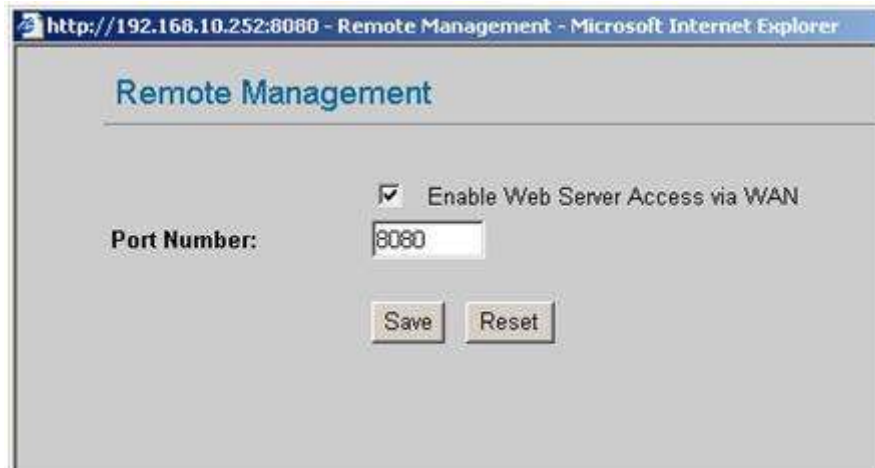 http://192.168.10.252:8080 - Remote Management - Microsoft Internet Explorer
Remote Management
Enable Web Server Access via WAN
Port Number: 8080
Save Reset